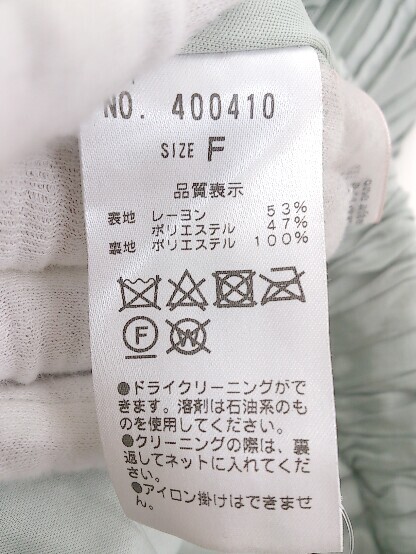 NO. 400410
SIZE F
品質表示
表地 レーヨン 53%
ポリエステル 47%
裏地 ポリエステル 100%
F W
●ドライクリーニングがで
きます。溶剤は石油系のも
のを使用してください。
●クリーニングの際は、裏
返してネットに入れてくだ
さい。
●アイロン掛けはできませ
ん。